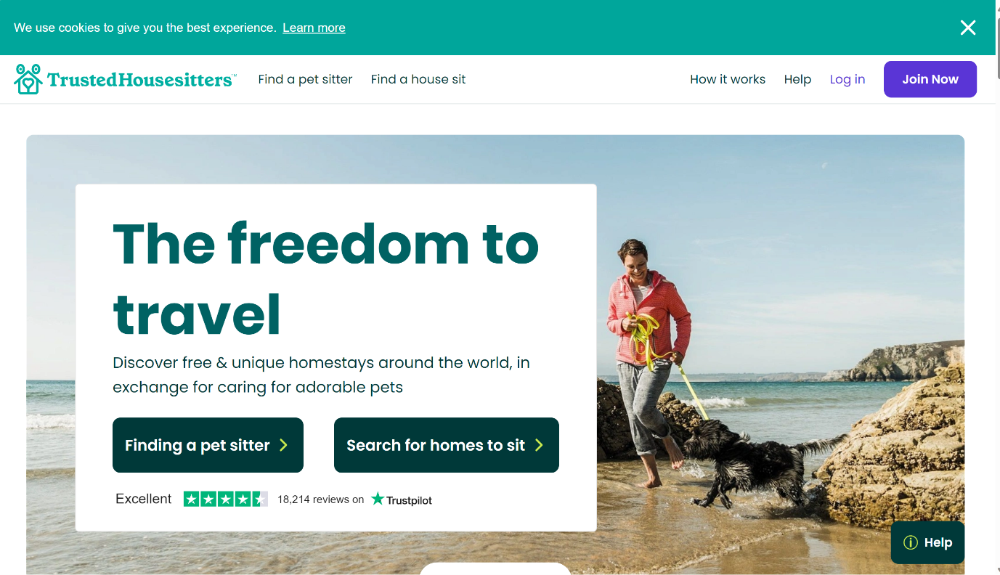 We use cookies to give you the best experience. Learn more
TrustedHousesitters™
Find a pet sitter
Find a house sit
How it works
Help
Log in
Join Now
The freedom to
travel
Discover free & unique homestays around the world, in
exchange for caring for adorable pets
Finding a pet sitter
Search for homes to sit
Excellent
18,214 reviews on
Trustpilot
Help